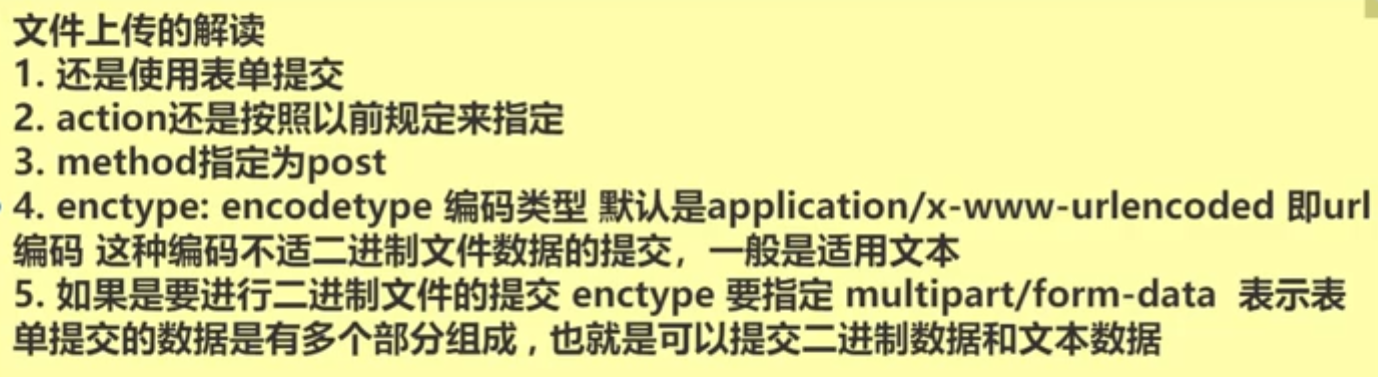 文件上传的解读
1. 还是使用表单提交
2. action还是按照以前规定来指定
3. method指定为post
4. enctype: encodetype 编码类型 默认是application/x-www-urlencoded 即url
编码 这种编码不适二进制文件数据的提交，一般是适用文本
5. 如果是要进行二进制文件的提交 enctype 要指定 multipart/form-data 表示表
单提交的数据是有多个部分组成，也就是可以提交二进制数据和文本数据